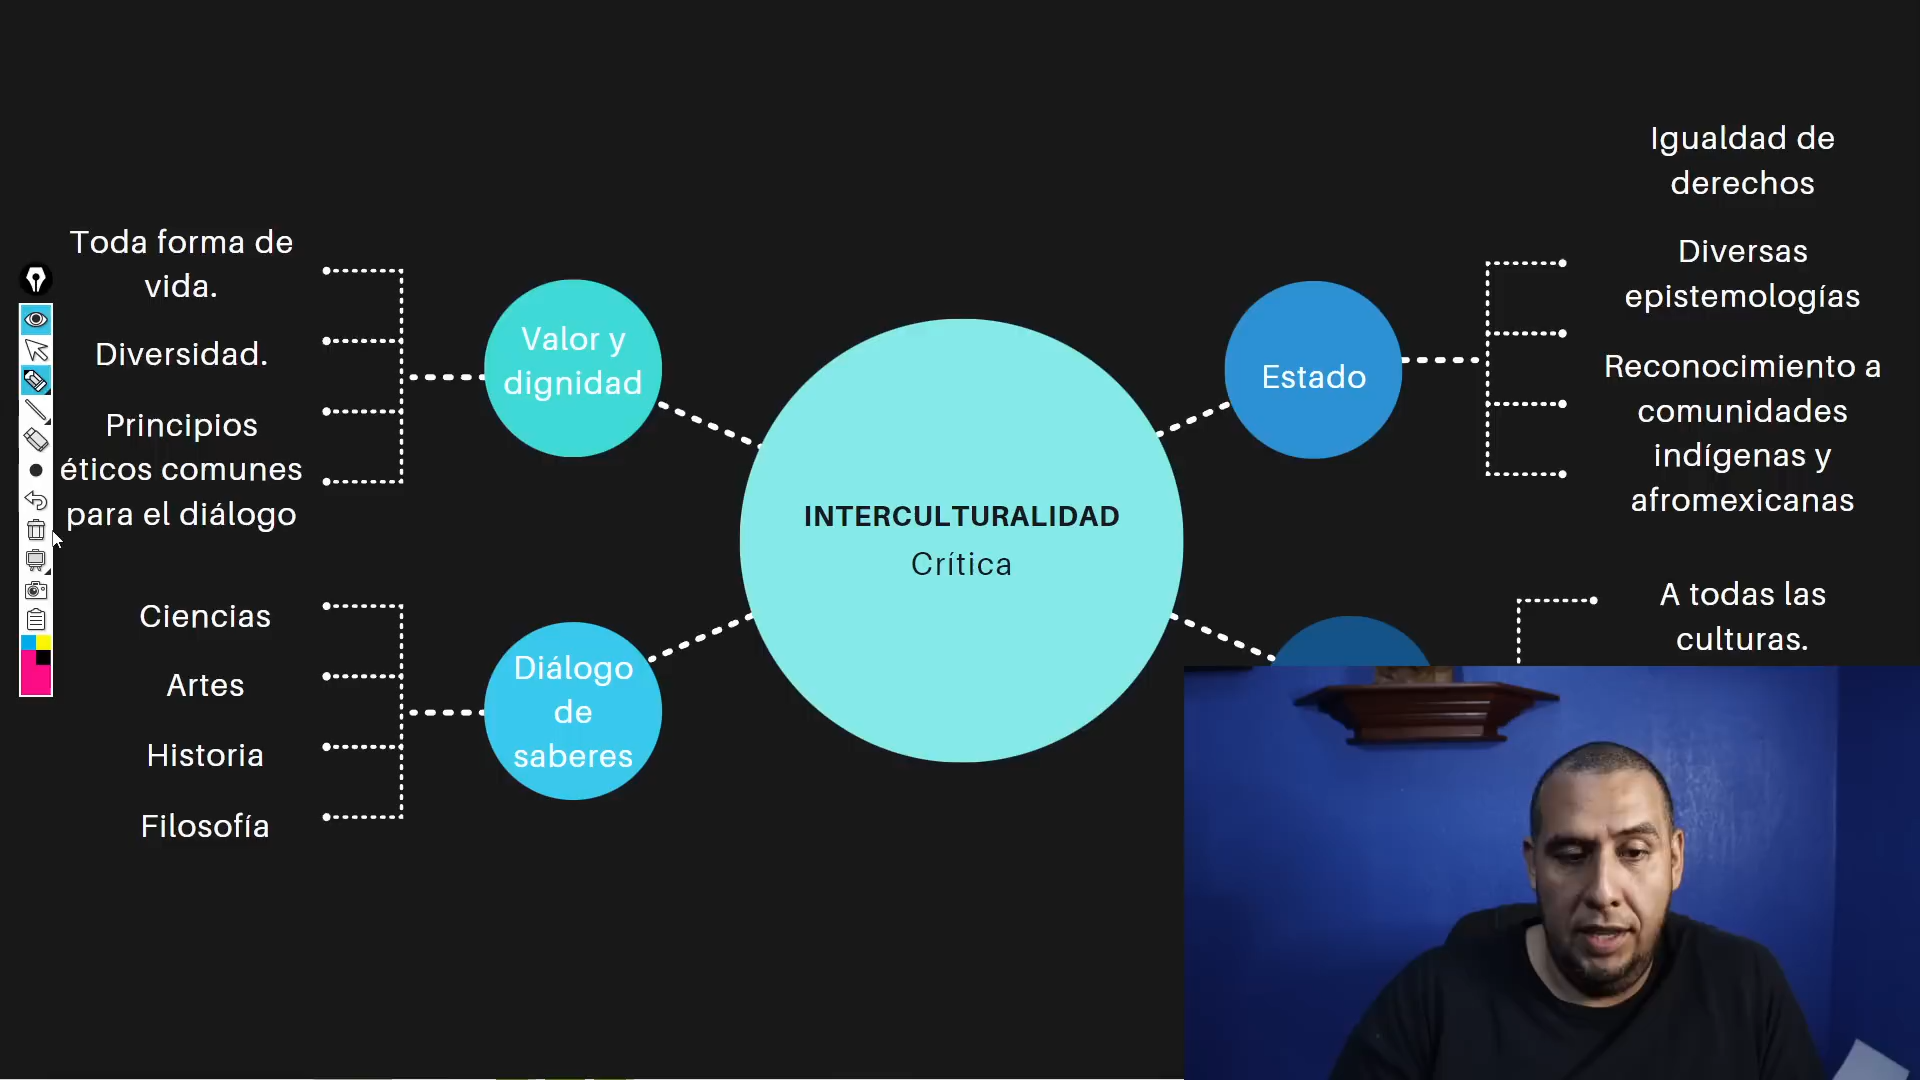 Toda forma de
vida.
Diversidad.
Principios
éticos comunes
para el diálogo
Valor y
dignidad
Ciencias
Artes
Historia
Filosofía
Diálogo
de
saberes
INTERCULTURALIDAD
Crítica
Estado
Igualdad de
derechos
Diversas
epistemologías
Reconocimiento a
comunidades
indígenas y
afromexicanas
A todas las
culturas.